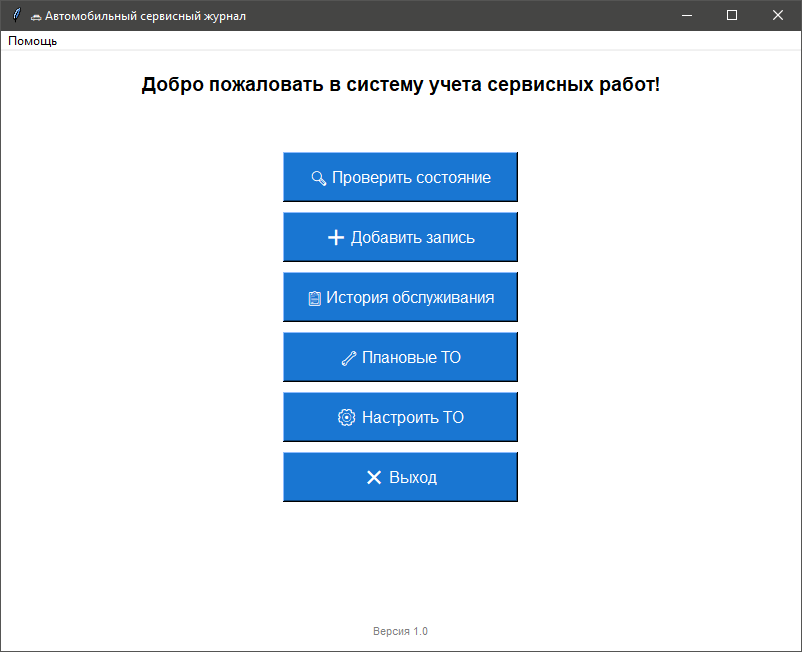 🚗 Автомобильный сервисный журнал
Помощь
Добро пожаловать в систему учета сервисных работ!
🔍 Проверить состояние
➕ Добавить запись
📋 История обслуживания
🔧 Плановые ТО
⚙ Настроить ТО
❌ Выход
Версия 1.0